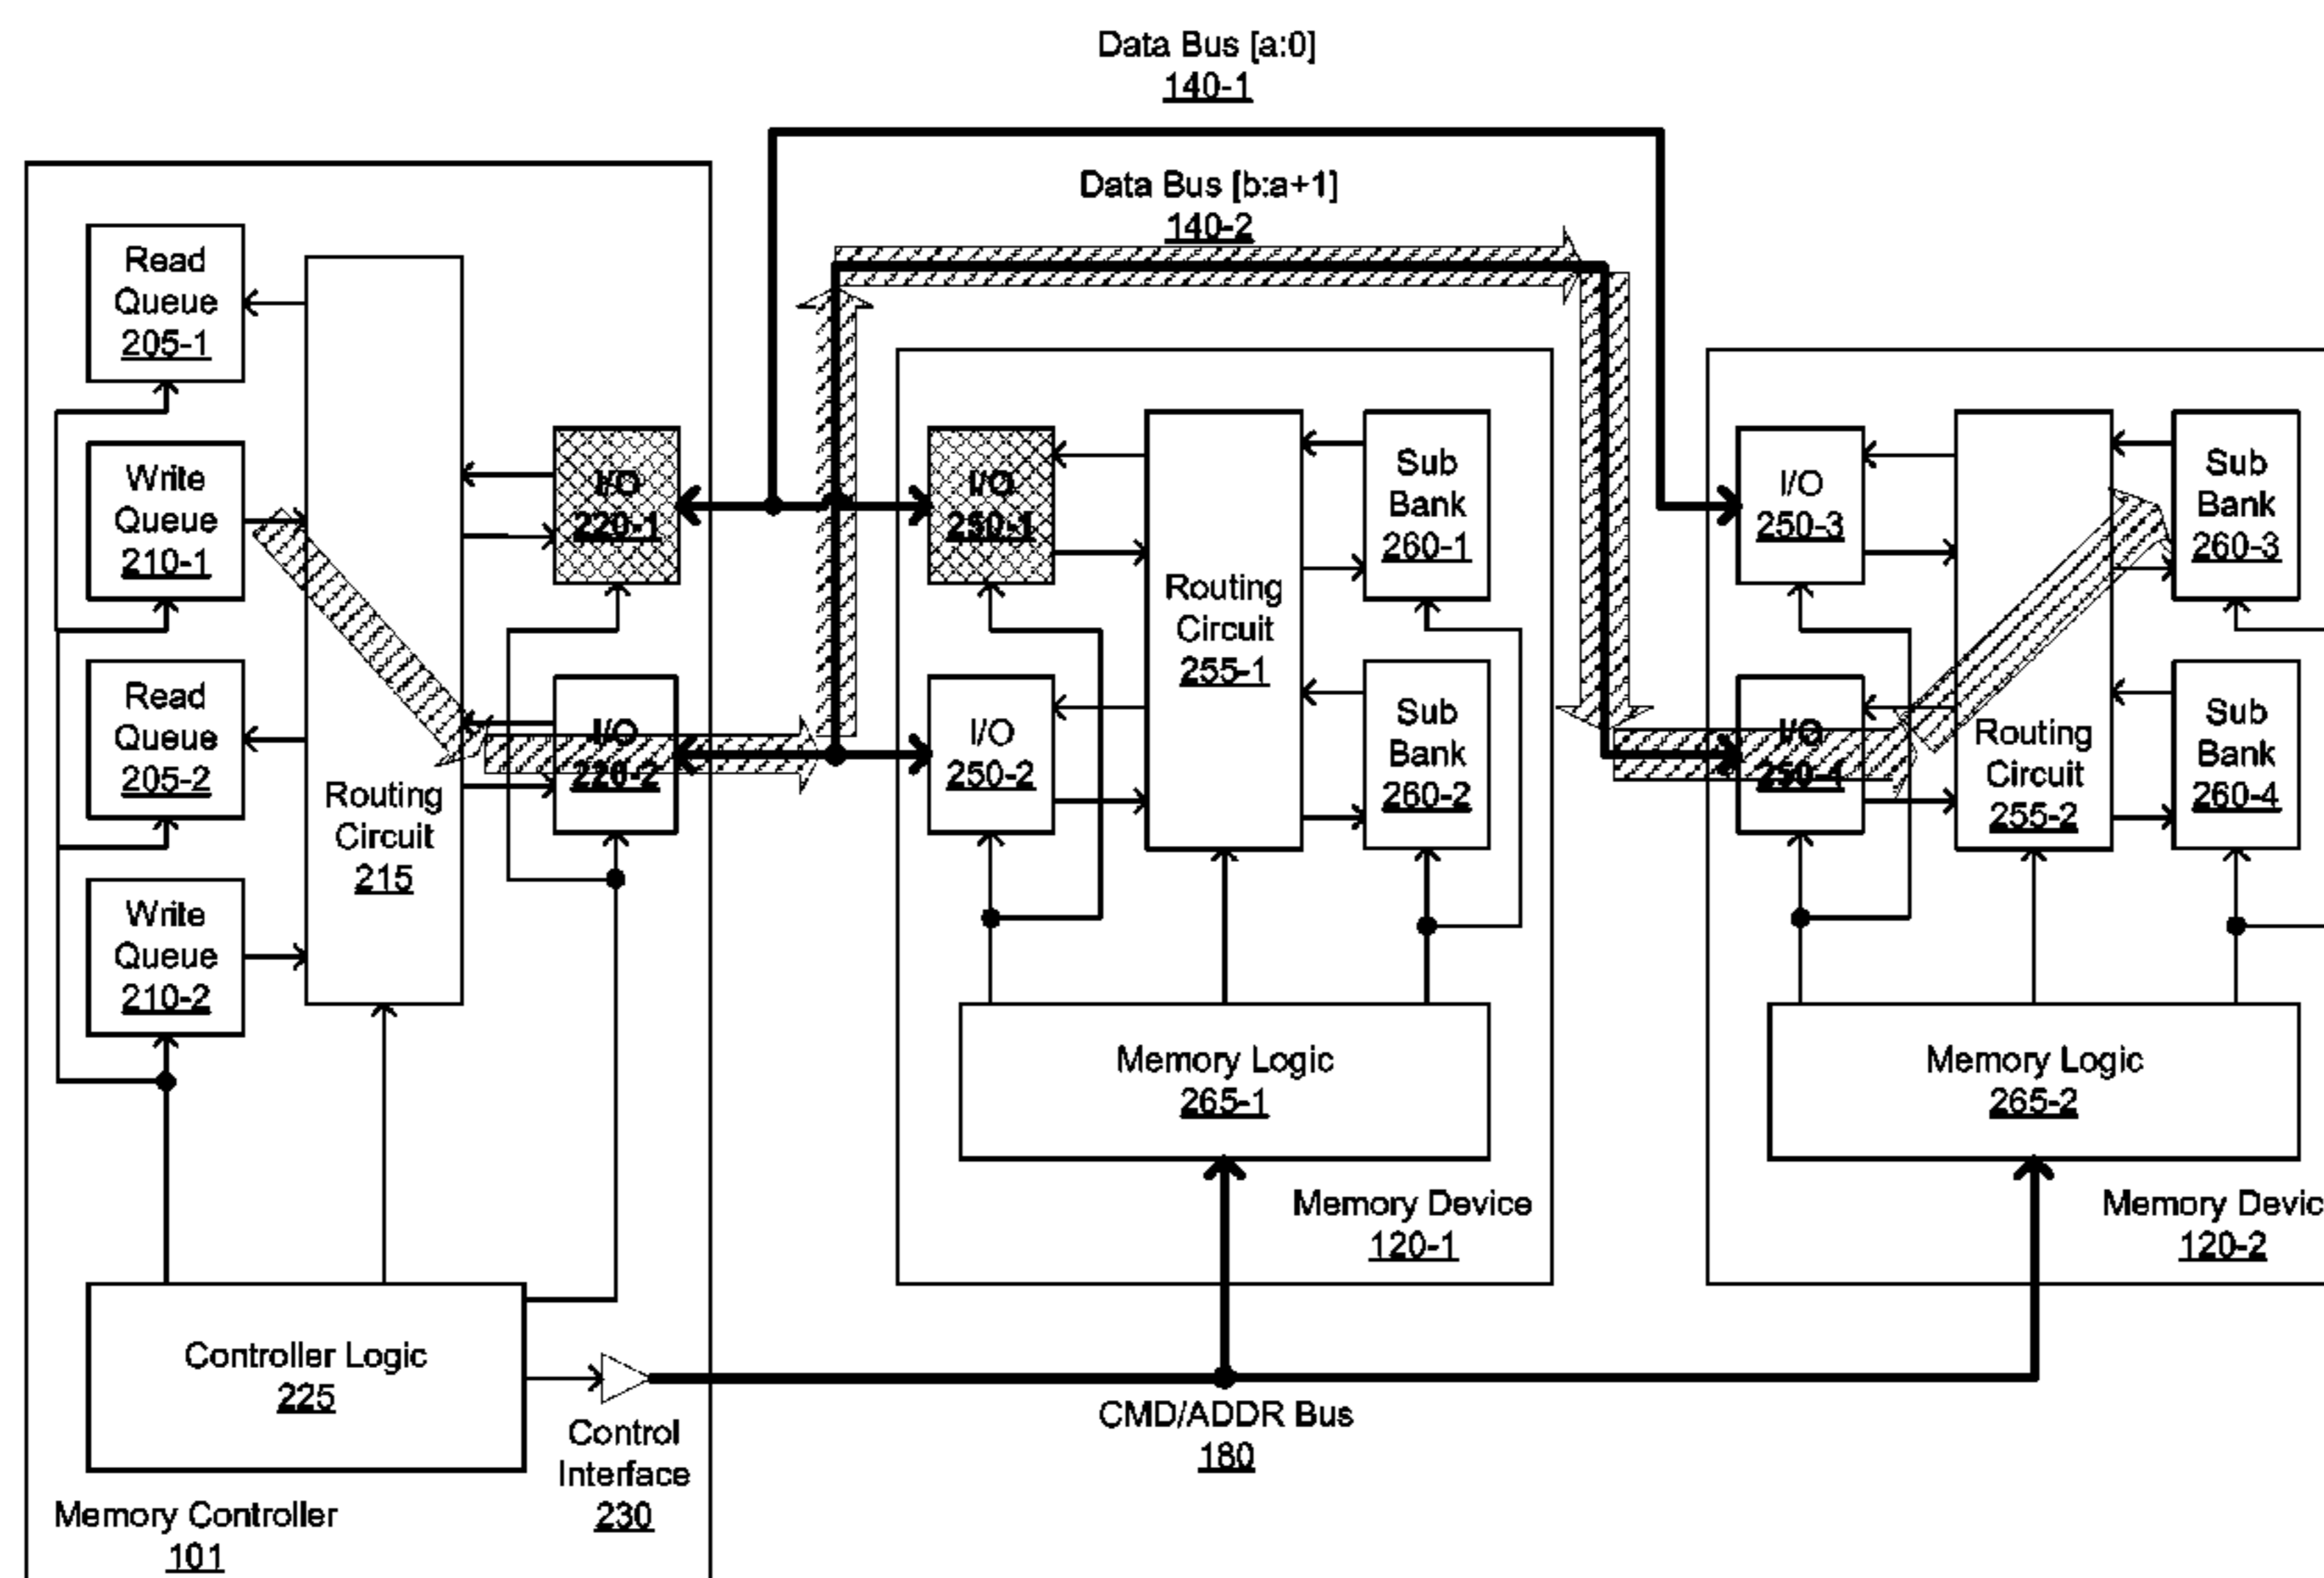 Data Bus [a:0]
140-1
Data Bus [b:a+1]
140-2
Read
Queue
205-1
Write
Queue
210-1
Read
Queue
205-2
Write
Queue
210-2
Routing
Circuit
215
I/O
220-1
I/O
220-2
Controller Logic
225
Control
Interface
230
Memory Controller
101
I/O
250-1
I/O
250-2
Routing
Circuit
255-1
Sub
Bank
260-1
Sub
Bank
260-2
Memory Logic
265-1
Memory Device
120-1
I/O
250-3
I/O
250-4
Routing
Circuit
255-2
Sub
Bank
260-3
Sub
Bank
260-4
Memory Logic
265-2
Memory Devic
120-2
CMD/ADDR Bus
180